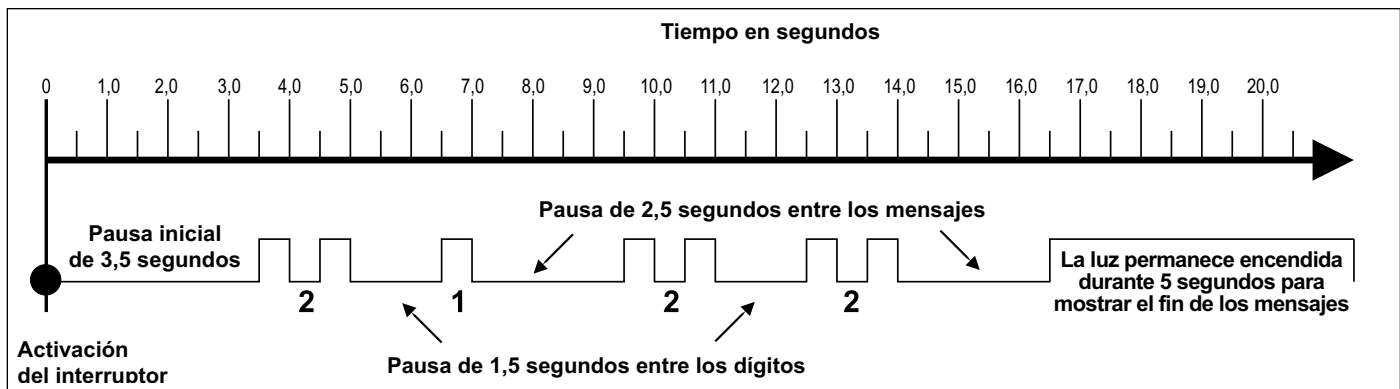 Tiempo en segundos
0 1,0 2,0 3,0 4,0 5,0 6,0 7,0 8,0 9,0 10,0 11,0 12,0 13,0 14,0 15,0 16,0 17,0 18,0 19,0 20,0
Pausa de 2,5 segundos entre los mensajes
Pausa inicial
de 3,5 segundos
La luz permanece encendida
durante 5 segundos para
mostrar el fin de los mensajes
2 1 2 2
Activación
del interruptor
Pausa de 1,5 segundos entre los dígitos